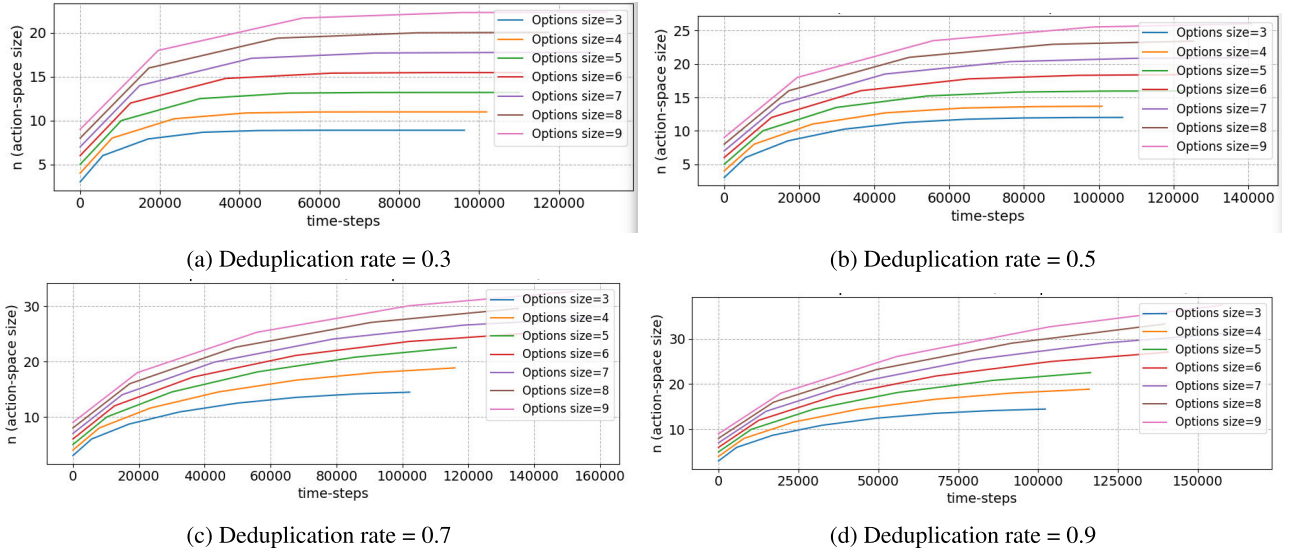 n (action-space size)
20
15
10
5
0
20000
40000
60000
80000
100000
120000
time-steps
Options size=3
Options size=4
Options size=5
Options size=6
Options size=7
Options size=8
Options size=9
(a) Deduplication rate = 0.3
n (action-space size)
25
20
15
10
5
0
20000
40000
60000
80000
100000
120000
140000
time-steps
Options size=3
Options size=4
Options size=5
Options size=6
Options size=7
Options size=8
Options size=9
(b) Deduplication rate = 0.5
n (action-space size)
30
20
10
0
20000
40000
60000
80000
100000
120000
140000
160000
time-steps
Options size=3
Options size=4
Options size=5
Options size=6
Options size=7
Options size=8
Options size=9
(c) Deduplication rate = 0.7
n (action-space size)
30
20
10
0
25000
50000
75000
100000
125000
150000
time-steps
Options size=3
Options size=4
Options size=5
Options size=6
Options size=7
Options size=8
Options size=9
(d) Deduplication rate = 0.9